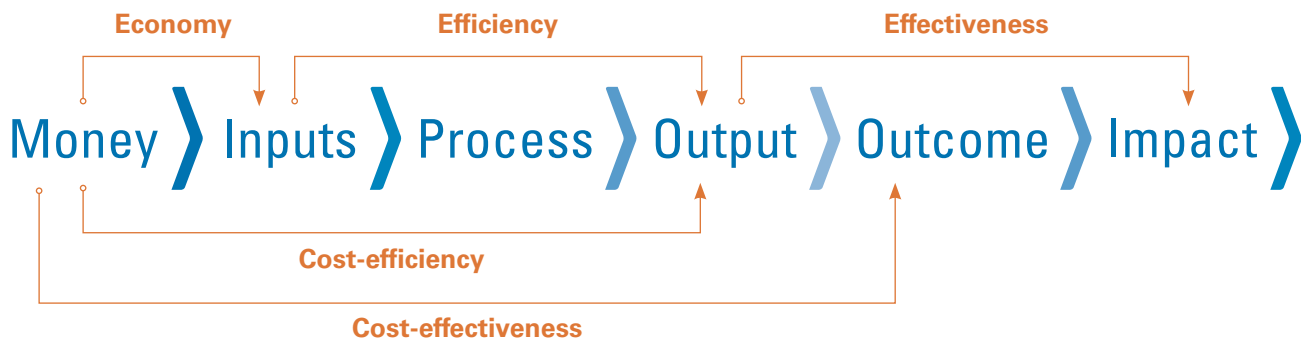 Economy Efficiency Effectiveness
Money Inputs Process Output Outcome Impact
Cost-efficiency
Cost-effectiveness